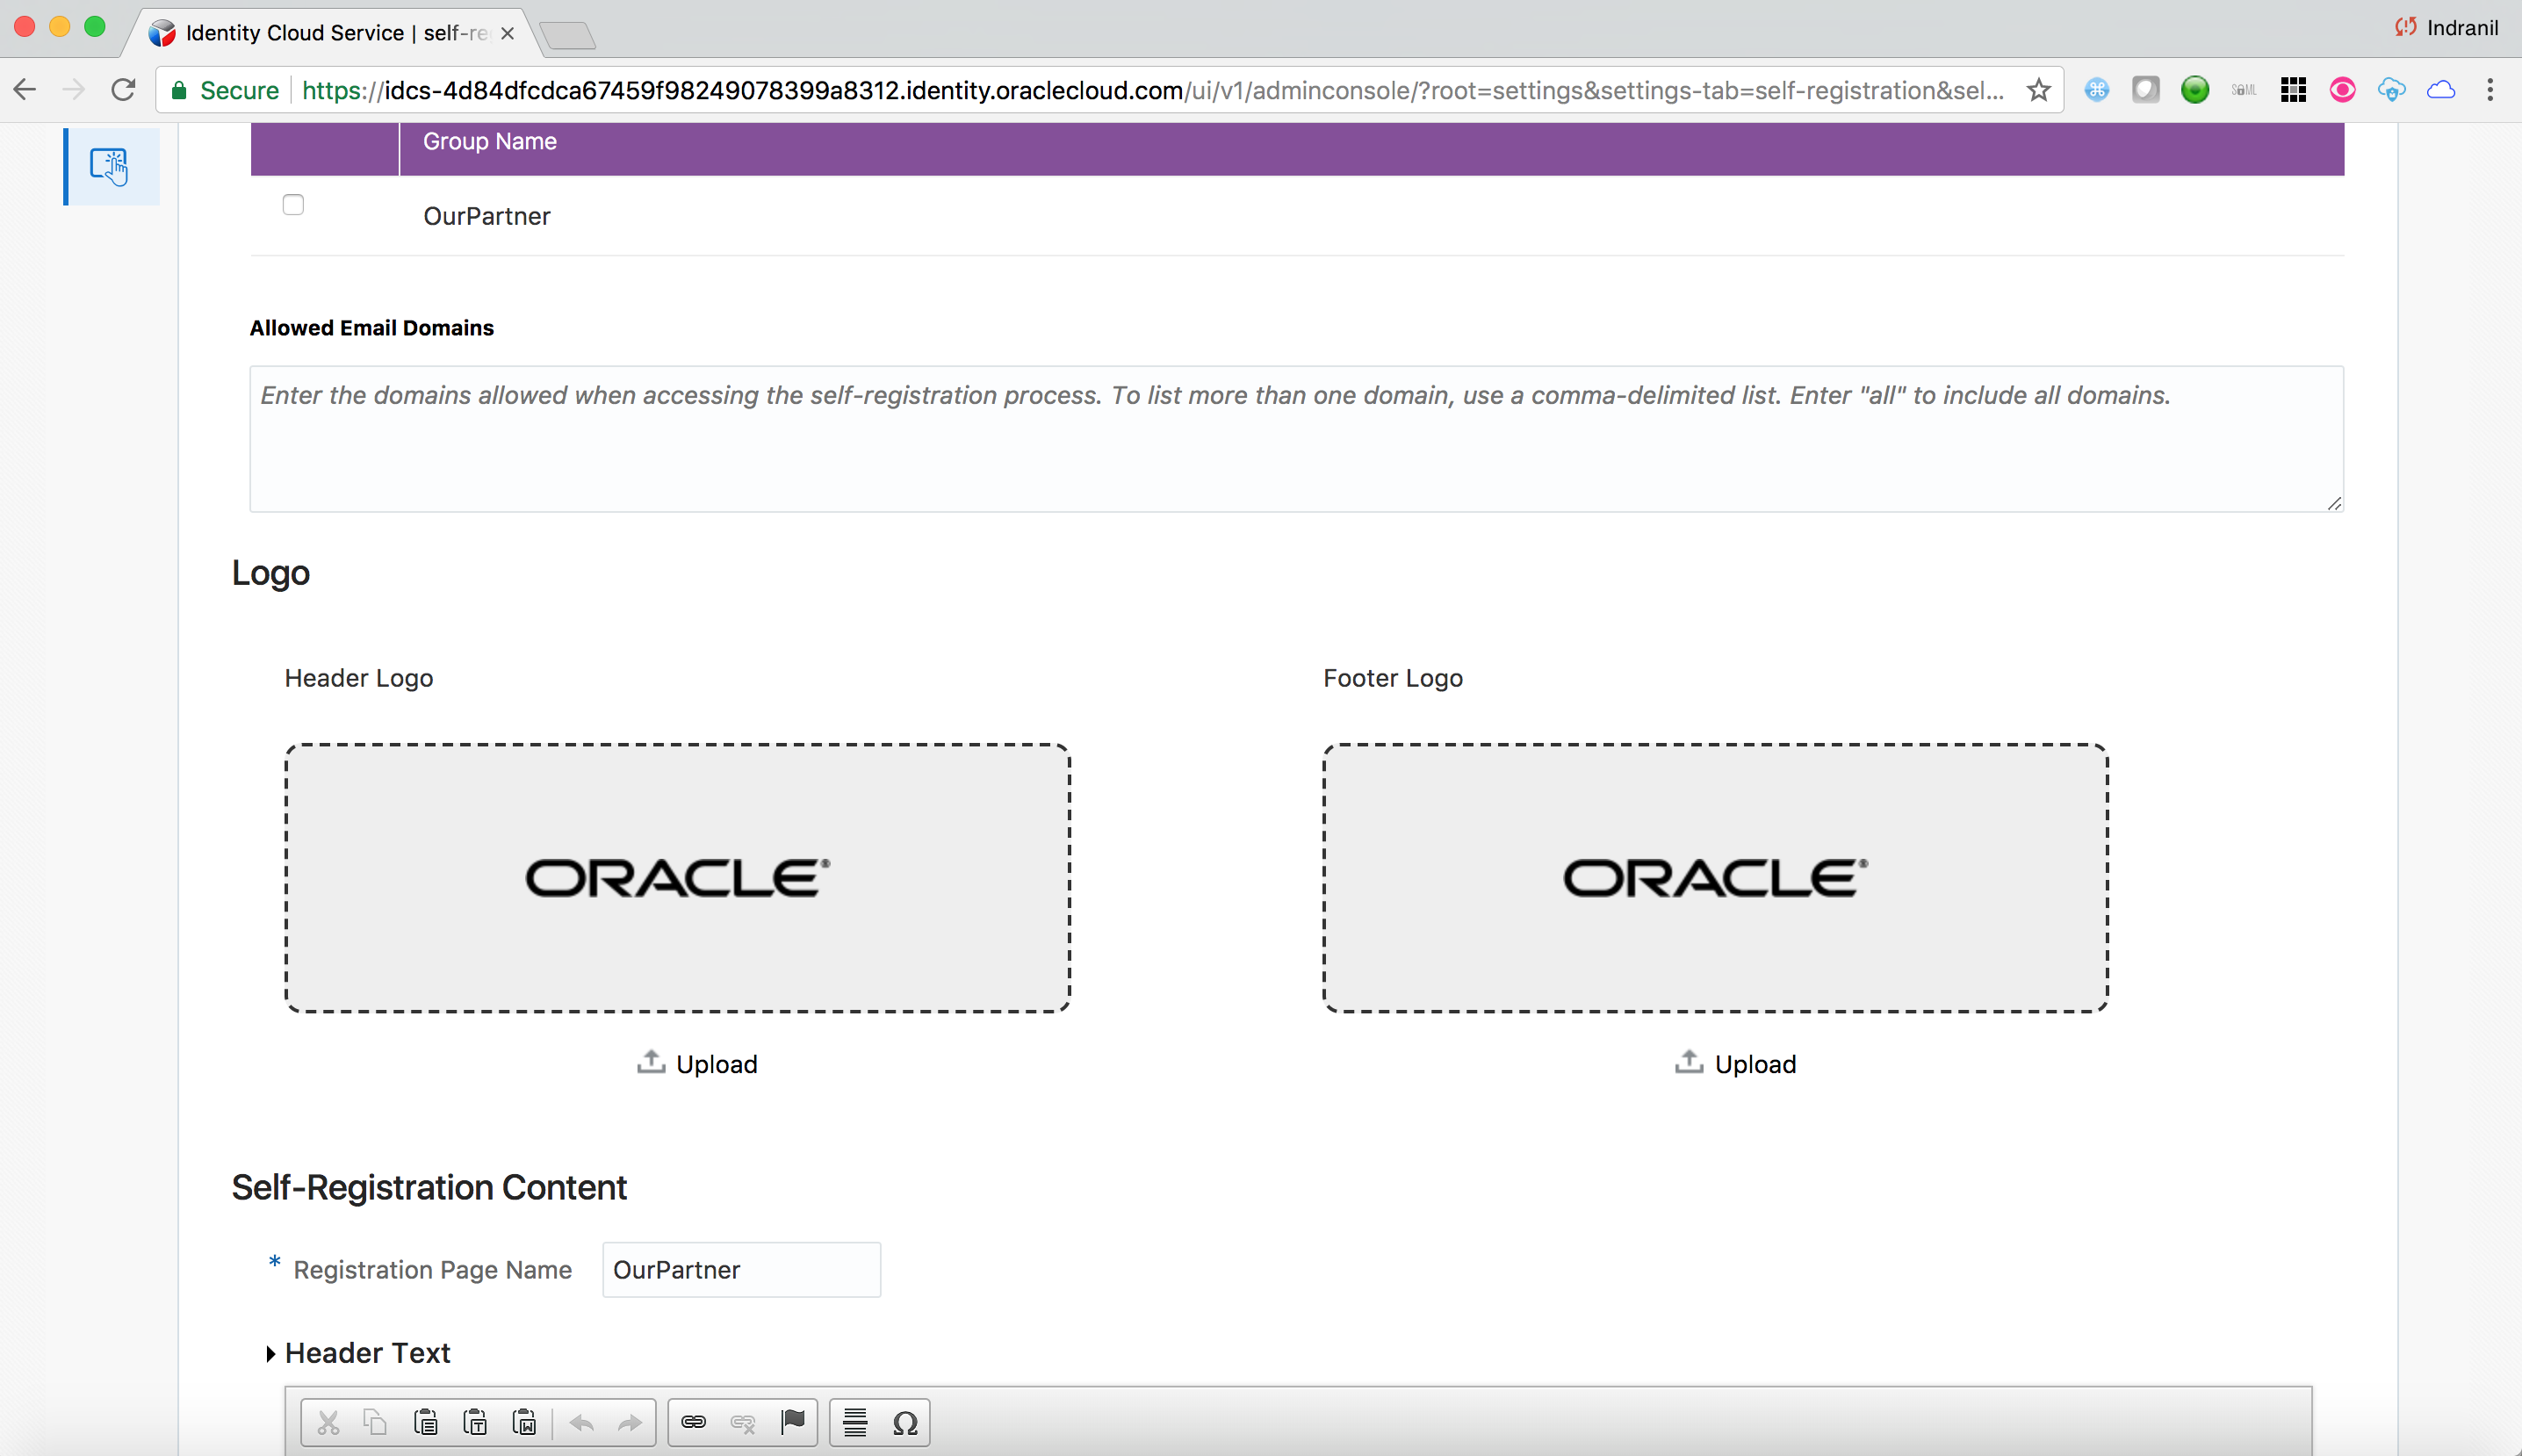 Identity Cloud Service | self-re
Indranil
Secure https://idcs-4d84dfcdca67459f98249078399a8312.identity.oraclecloud.com/ui/v1/adminconsole/?root=settings&settings-tab=self-registration&sel...
Group Name
OurPartner
Allowed Email Domains
Enter the domains allowed when accessing the self-registration process. To list more than one domain, use a comma-delimited list. Enter "all" to include all domains.
Logo
Header Logo Footer Logo
ORACLE® ORACLE®
Upload Upload
Self-Registration Content
* Registration Page Name OurPartner
Header Text